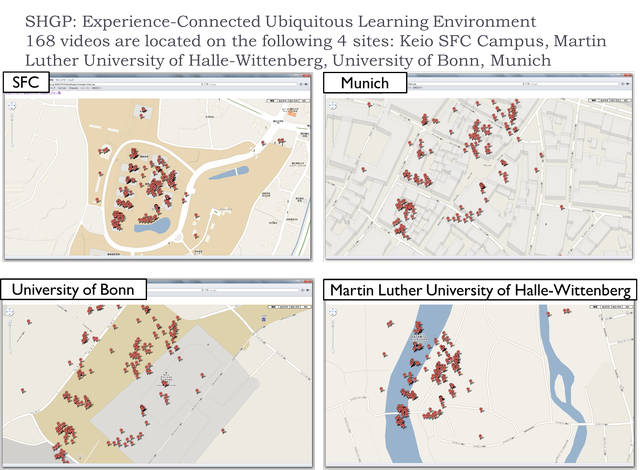 SHGP: Experience-Connected Ubiquitous Learning Environment
168 videos are located on the following 4 sites: Keio SFC Campus, Martin
Luther University of Halle-Wittenberg, University of Bonn, Munich
SFC
Munich
University of Bonn
Martin Luther University of Halle-Wittenberg